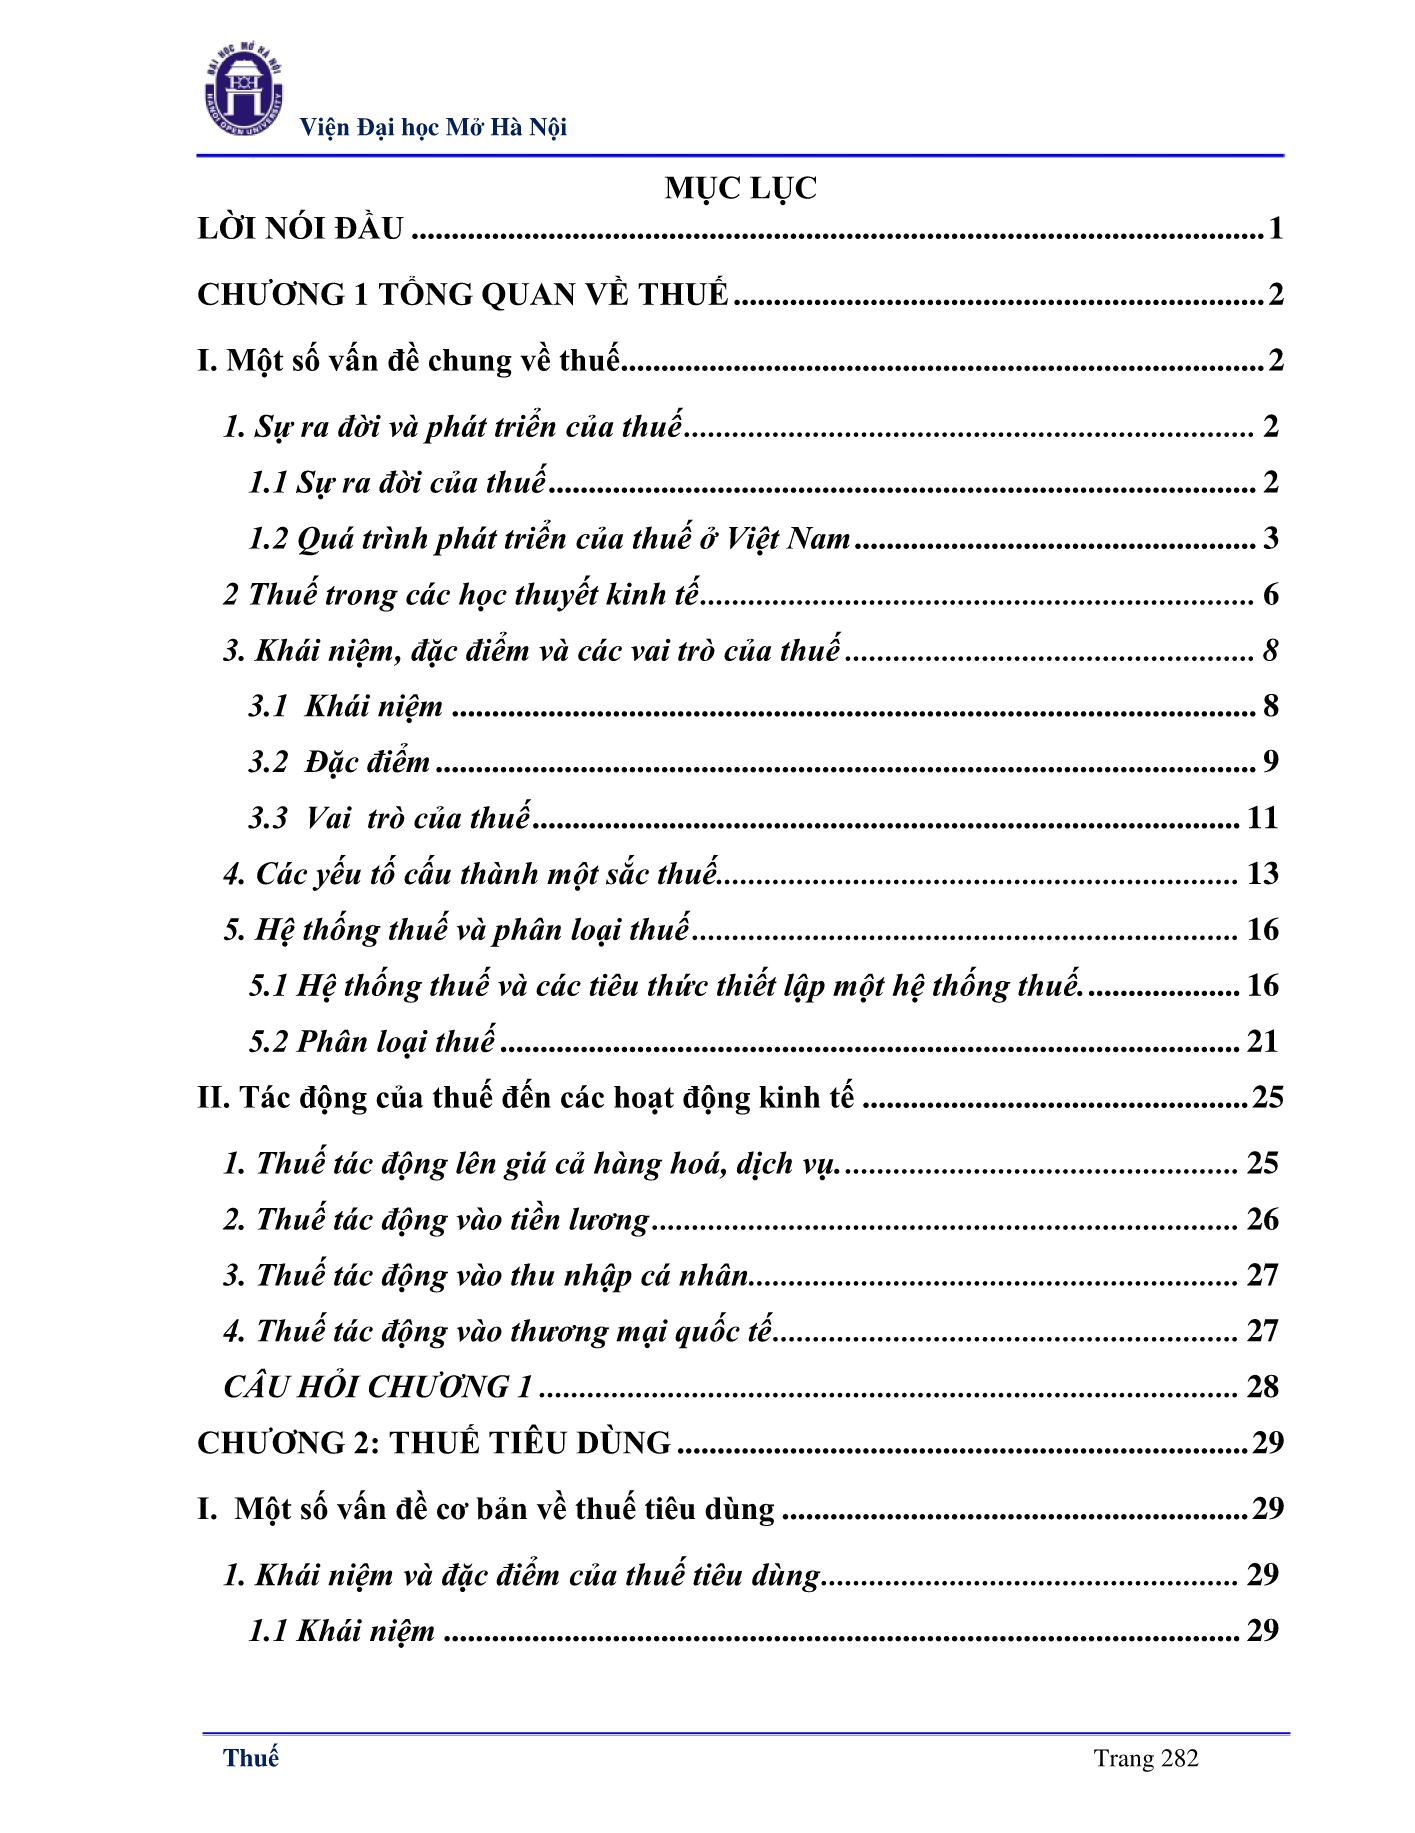 ĐẠI HỌC MỞ HÀ NỘI
HANOI OPEN UNIVERSITY
Viện Đại học Mở Hà Nội
MỤC LỤC
LỜI NÓI ĐẦU ........................................................................................................... 1
CHƯƠNG 1 TỔNG QUAN VỀ THUẾ .................................................................. 2
I. Một số vấn đề chung về thuế................................................................................ 2
1. Sự ra đời và phát triển của thuế....................................................................... 2
1.1 Sự ra đời của thuế........................................................................................ 2
1.2 Quá trình phát triển của thuế ở Việt Nam.................................................. 3
2 Thuế trong các học thuyết kinh tế..................................................................... 6
3. Khái niệm, đặc điểm và các vai trò của thuế ................................................... 8
3.1 Khái niệm .................................................................................................... 8
3.2 Đặc điểm ...................................................................................................... 9
3.3 Vai trò của thuế........................................................................................ 11
4. Các yếu tố cấu thành một sắc thuế................................................................. 13
5. Hệ thống thuế và phân loại thuế.................................................................... 16
5.1 Hệ thống thuế và các tiêu thức thiết lập một hệ thống thuế. ................... 16
5.2 Phân loại thuế ............................................................................................ 21
II. Tác động của thuế đến các hoạt động kinh tế ................................................ 25
1. Thuế tác động lên giá cả hàng hoá, dịch vụ. ................................................. 25
2. Thuế tác động vào tiền lương......................................................................... 26
3. Thuế tác động vào thu nhập cá nhân............................................................. 27
4. Thuế tác động vào thương mại quốc tế.......................................................... 27
CÂU HỎI CHƯƠNG 1 ....................................................................................... 28
CHƯƠNG 2: THUẾ TIÊU DÙNG ....................................................................... 29
I. Một số vấn đề cơ bản về thuế tiêu dùng .......................................................... 29
1. Khái niệm và đặc điểm của thuế tiêu dùng.................................................... 29
1.1 Khái niệm ................................................................................................... 29
Thuế Trang 282